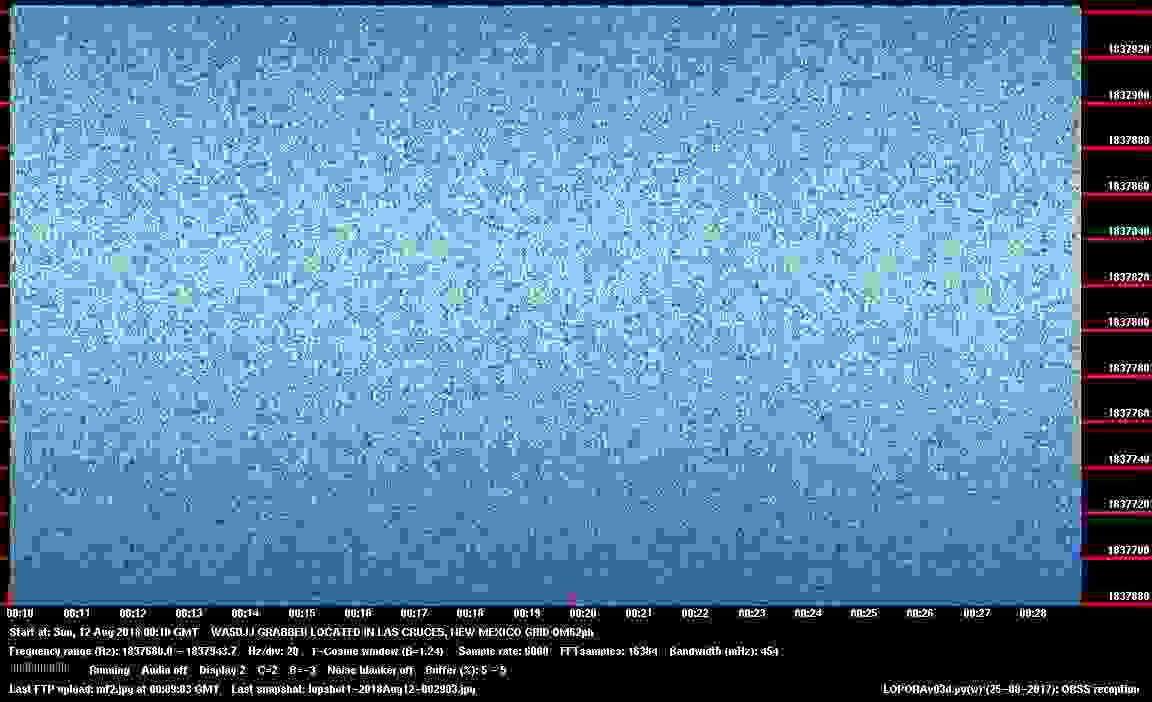 1837920
1837900
1837880
1837860
1837840
1837820
1837800
1837780
1837760
1837740
1837720
1837700
1837680
00:10 00:11 00:12 00:13 00:14 00:15 00:16 00:17 00:18 00:19 00:20 00:21 00:22 00:23 00:24 00:25 00:26 00:27 00:28
Start at: Sun, 12 Aug 2018 00:10 GMT WA5DJJ GRABBER LOCATED IN LAS CRUCES, NEW MEXICO GRID DM62ph
Frequency range (Hz): 1837680.0 - 1837943.7 Hz/div: 20 F-Cosine window (B=1.24) Sample rate: 6000 FFTsamples: 16384 Bandwidth (mHz): 454
Running Audio off Display 2 C=2 B=-3 Noise blanker off Buffer (%): 5 - 5
Last FTP upload: mf2.jpg at 00:09:03 GMT Last snapshot: lopshot1-2018Aug12-002903.jpg
LOPORAv03d.py(w) (25-08-2017): QRSS reception